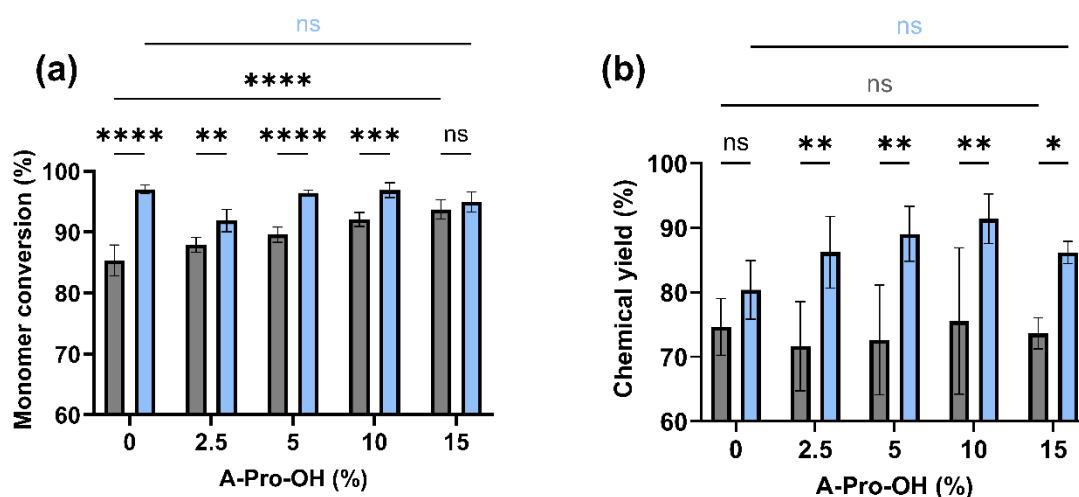 (a)
ns
****
**** ** **** *** ns
Monomer conversion (%)
100
90
80
70
60
0 2.5 5 10 15
A-Pro-OH (%)
(b)
ns
ns
ns ** ** ** *
Chemical yield (%)
100
90
80
70
60
0 2.5 5 10 15
A-Pro-OH (%)